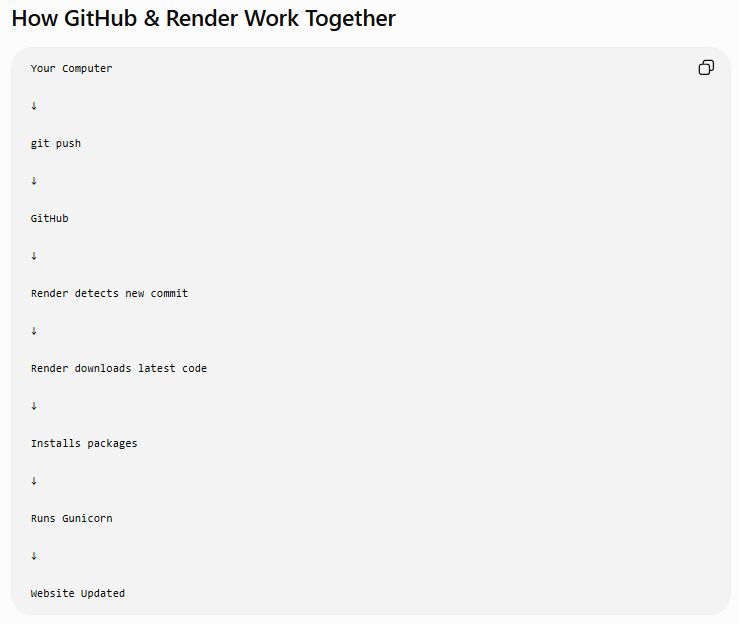 How GitHub & Render Work Together
Your Computer
↓
git push
↓
GitHub
↓
Render detects new commit
↓
Render downloads latest code
↓
Installs packages
↓
Runs Gunicorn
↓
Website Updated